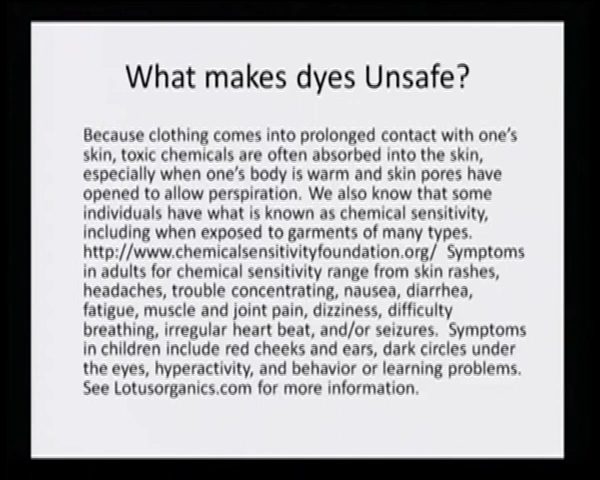 What makes dyes Unsafe?
Because clothing comes into prolonged contact with one's
skin, toxic chemicals are often absorbed into the skin,
especially when one's body is warm and skin pores have
opened to allow perspiration. We also know that some
individuals have what is known as chemical sensitivity,
including when exposed to garments of many types.
http://www.chemicalsensitivityfoundation.org/ Symptoms
in adults for chemical sensitivity range from skin rashes,
headaches, trouble concentrating, nausea, diarrhea,
fatigue, muscle and joint pain, dizziness, difficulty
breathing, irregular heart beat, and/or seizures. Symptoms
in children include red cheeks and ears, dark circles under
the eyes, hyperactivity, and behavior or learning problems.
See Lotusorganics.com for more information.